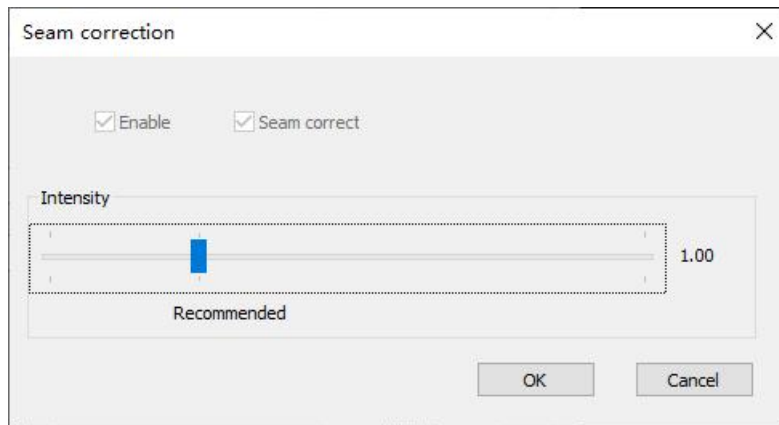 Seam correction
Enable Seam correct
Intensity
1.00
Recommended
OK Cancel